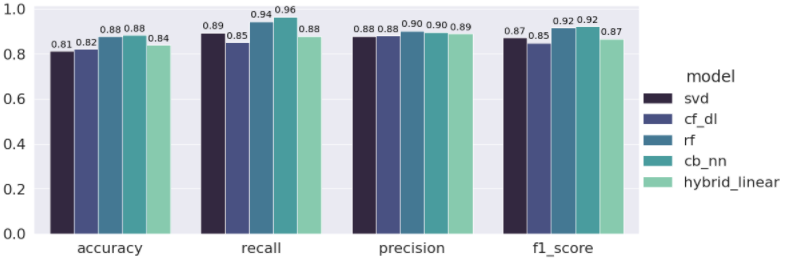 1.0
0.8
0.6
0.4
0.2
0.0
0.81 0.82 0.88 0.88 0.84
0.89 0.85 0.94 0.96 0.88
0.88 0.88 0.90 0.90 0.89
0.87 0.85 0.92 0.92 0.87
accuracy
recall
precision
f1_score
model
svd
cf_dl
rf
cb_nn
hybrid_linear